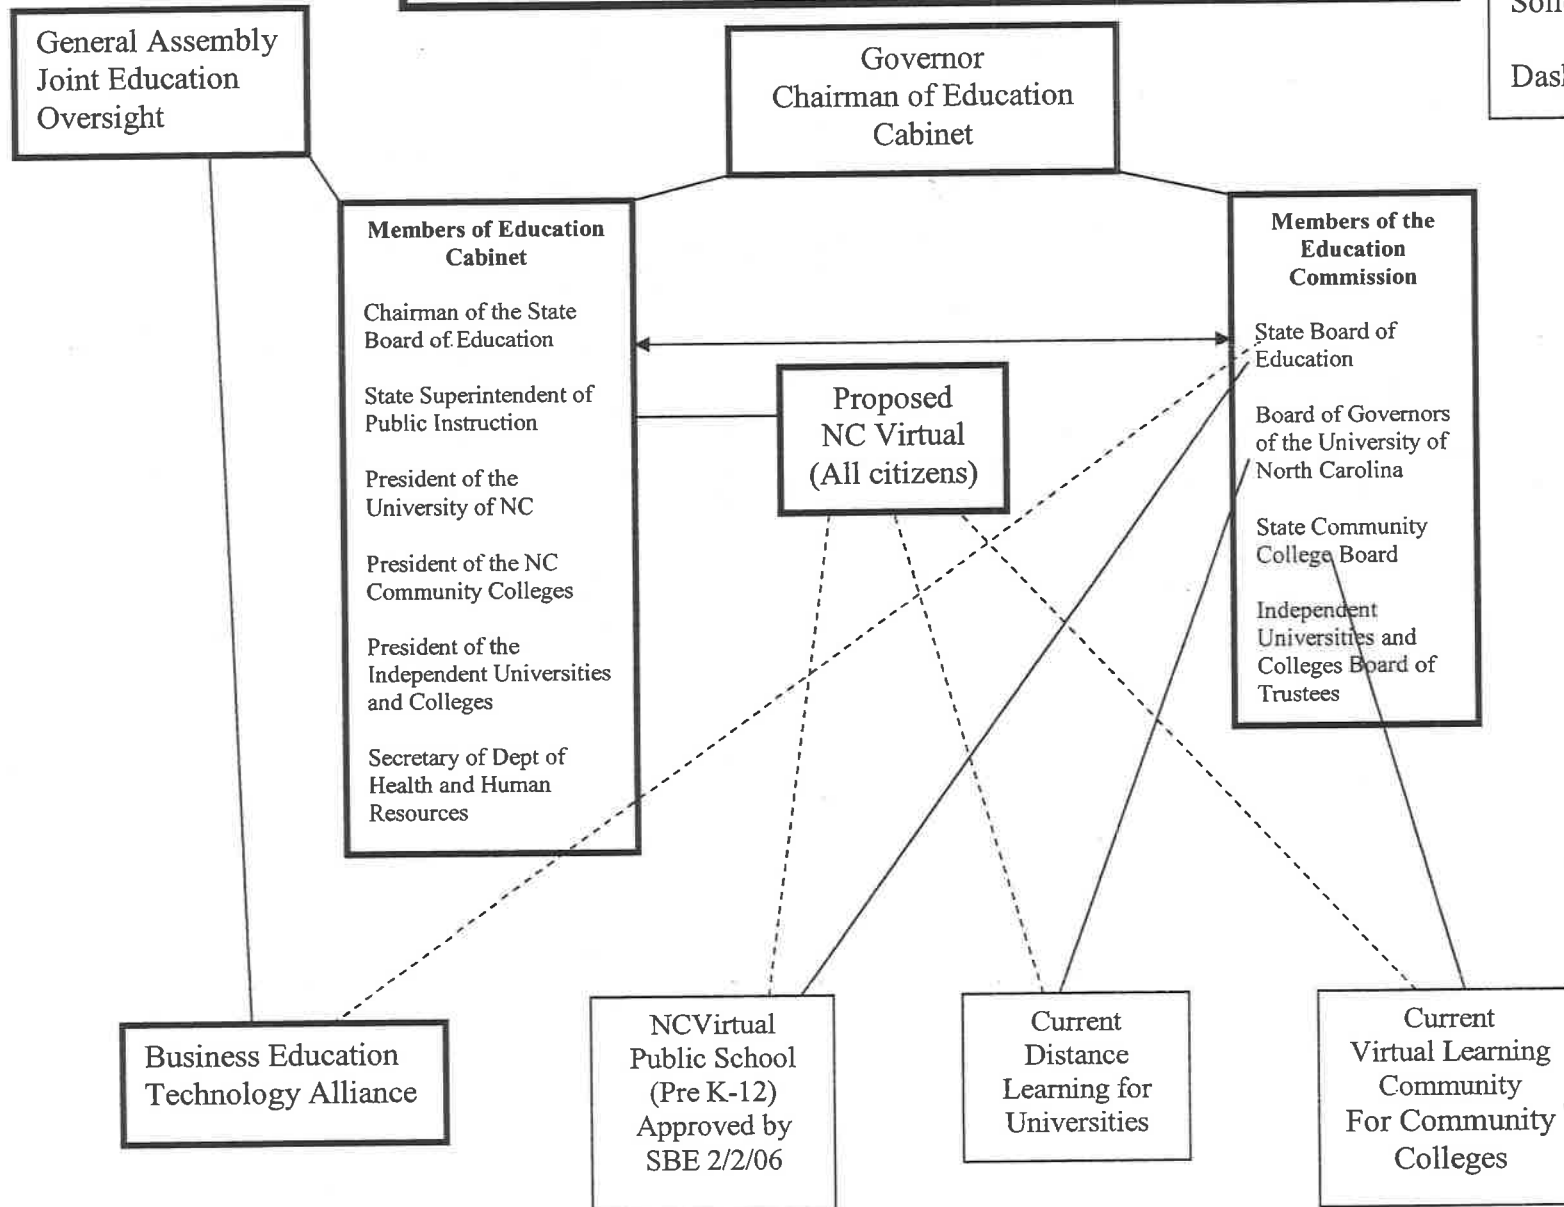 General Assembly
Joint Education
Oversight
Governor
Chairman of Education
Cabinet
Members of Education
Cabinet
Chairman of the State
Board of Education
State Superintendent of
Public Instruction
President of the
University of NC
President of the NC
Community Colleges
President of the
Independent Universities
and Colleges
Secretary of Dept of
Health and Human
Resources
Proposed
NC Virtual
(All citizens)
Members of the
Education
Commission
State Board of
Education
Board of Governors
of the University of
North Carolina
State Community
College Board
Independent
Universities and
Colleges Board of
Trustees
Business Education
Technology Alliance
NCVirtual
Public School
(Pre K-12)
Approved by
SBE 2/2/06
Current
Distance
Learning for
Universities
Current
Virtual Learning
Community
For Community
Colleges